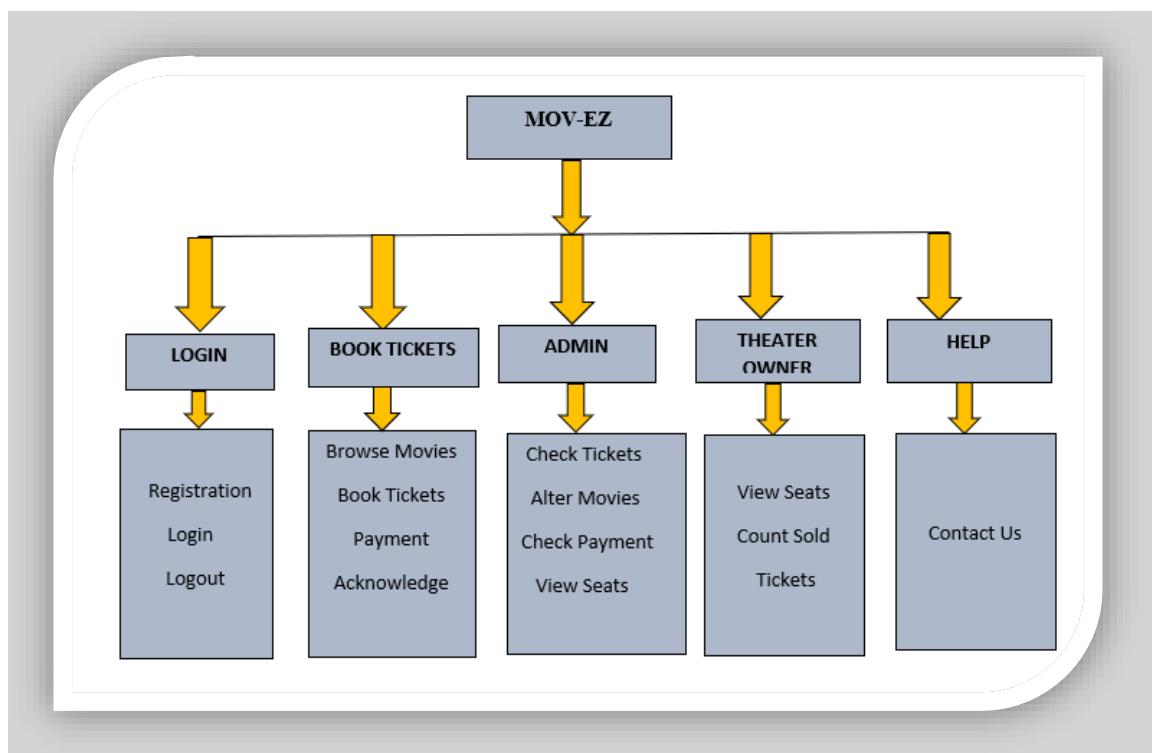 MOV-EZ
LOGIN
BOOK TICKETS
ADMIN
THEATER
OWNER
HELP
Registration
Login
Logout
Browse Movies
Book Tickets
Payment
Acknowledge
Check Tickets
Alter Movies
Check Payment
View Seats
View Seats
Count Sold
Tickets
Contact Us